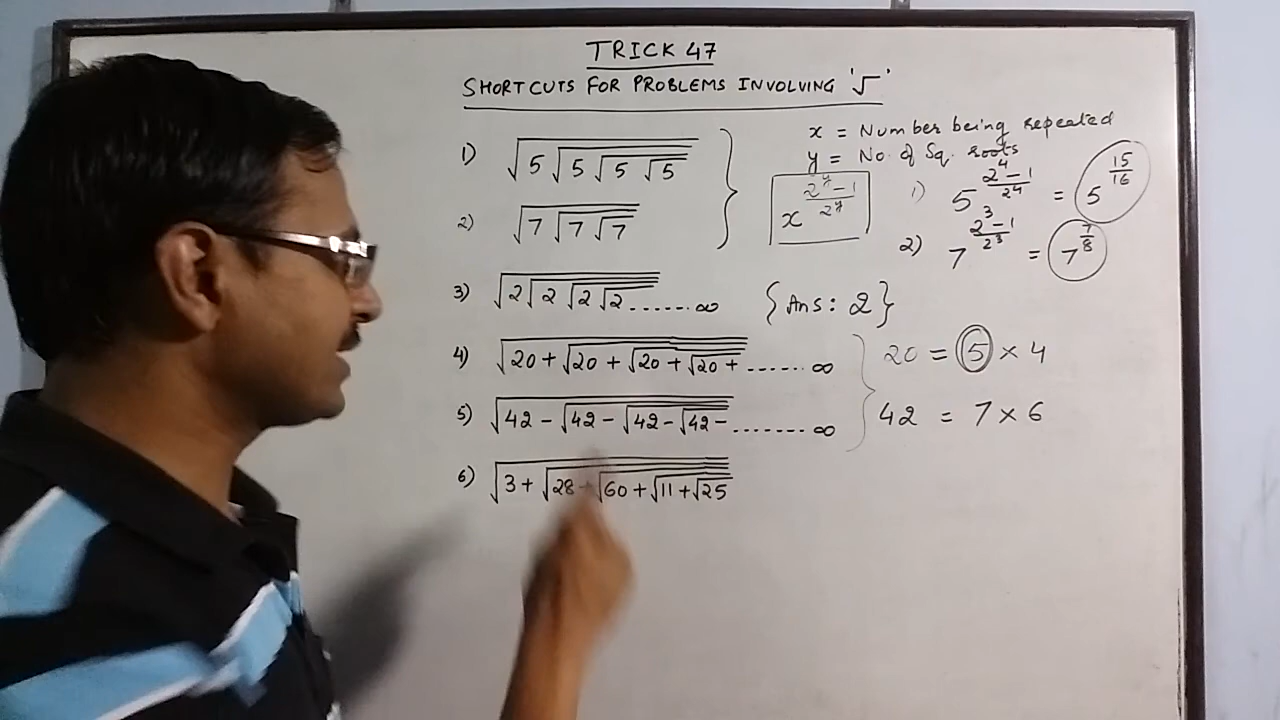 TRICK 47
SHORTCUTS FOR PROBLEMS INVOLVING '√'
x = Number being repeated
y = No. of Sq. roots
1) √5√5√5√5
2) √7√7√7
x^((2^y-1)/2^y)
1) 5^((2^4-1)/2^4) = 5^(15/16)
2) 7^((2^3-1)/2^3) = 7^(7/8)
3) √2√2√2√2.......∞ {Ans: 2}
4) √20+√20+√20+√20+......∞ 20 = 5 × 4
5) √42-√42-√42-√42-.......∞ 42 = 7 × 6
6) √3+√28+√60+√11+√25